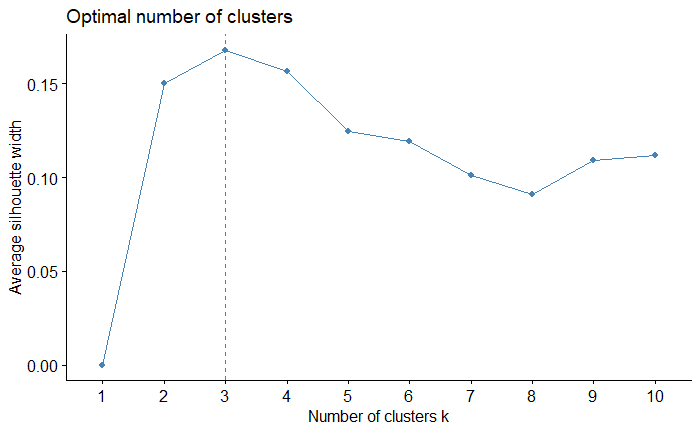 Optimal number of clusters
Average silhouette width
0.15
0.10
0.05
0.00
1 2 3 4 5 6 7 8 9 10
Number of clusters k